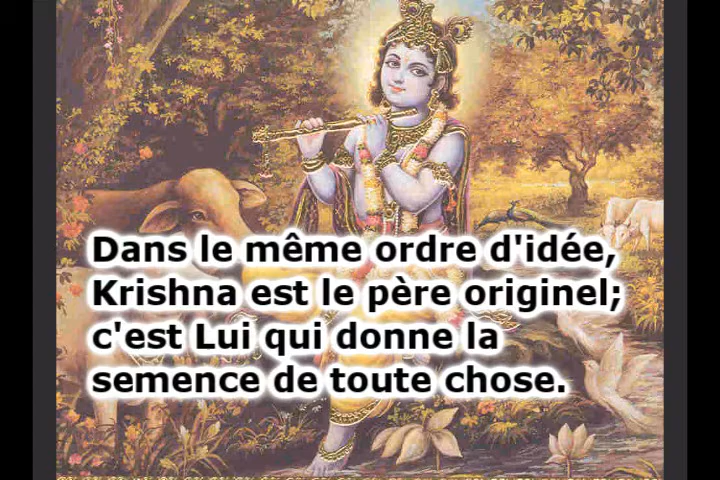 Dans le même ordre d'idée,
Krishna est le père originel;
c'est Lui qui donne la
semence de toute chose.